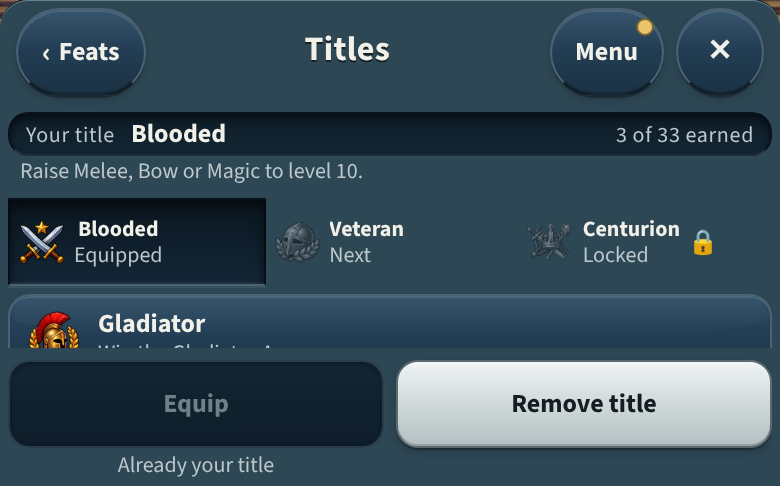 ‹ Feats
Titles
Menu
✕
Your title Blooded
3 of 33 earned
Raise Melee, Bow or Magic to level 10.
Blooded
Equipped
Veteran
Next
Centurion
Locked
Gladiator
Equip
Remove title
Already your title